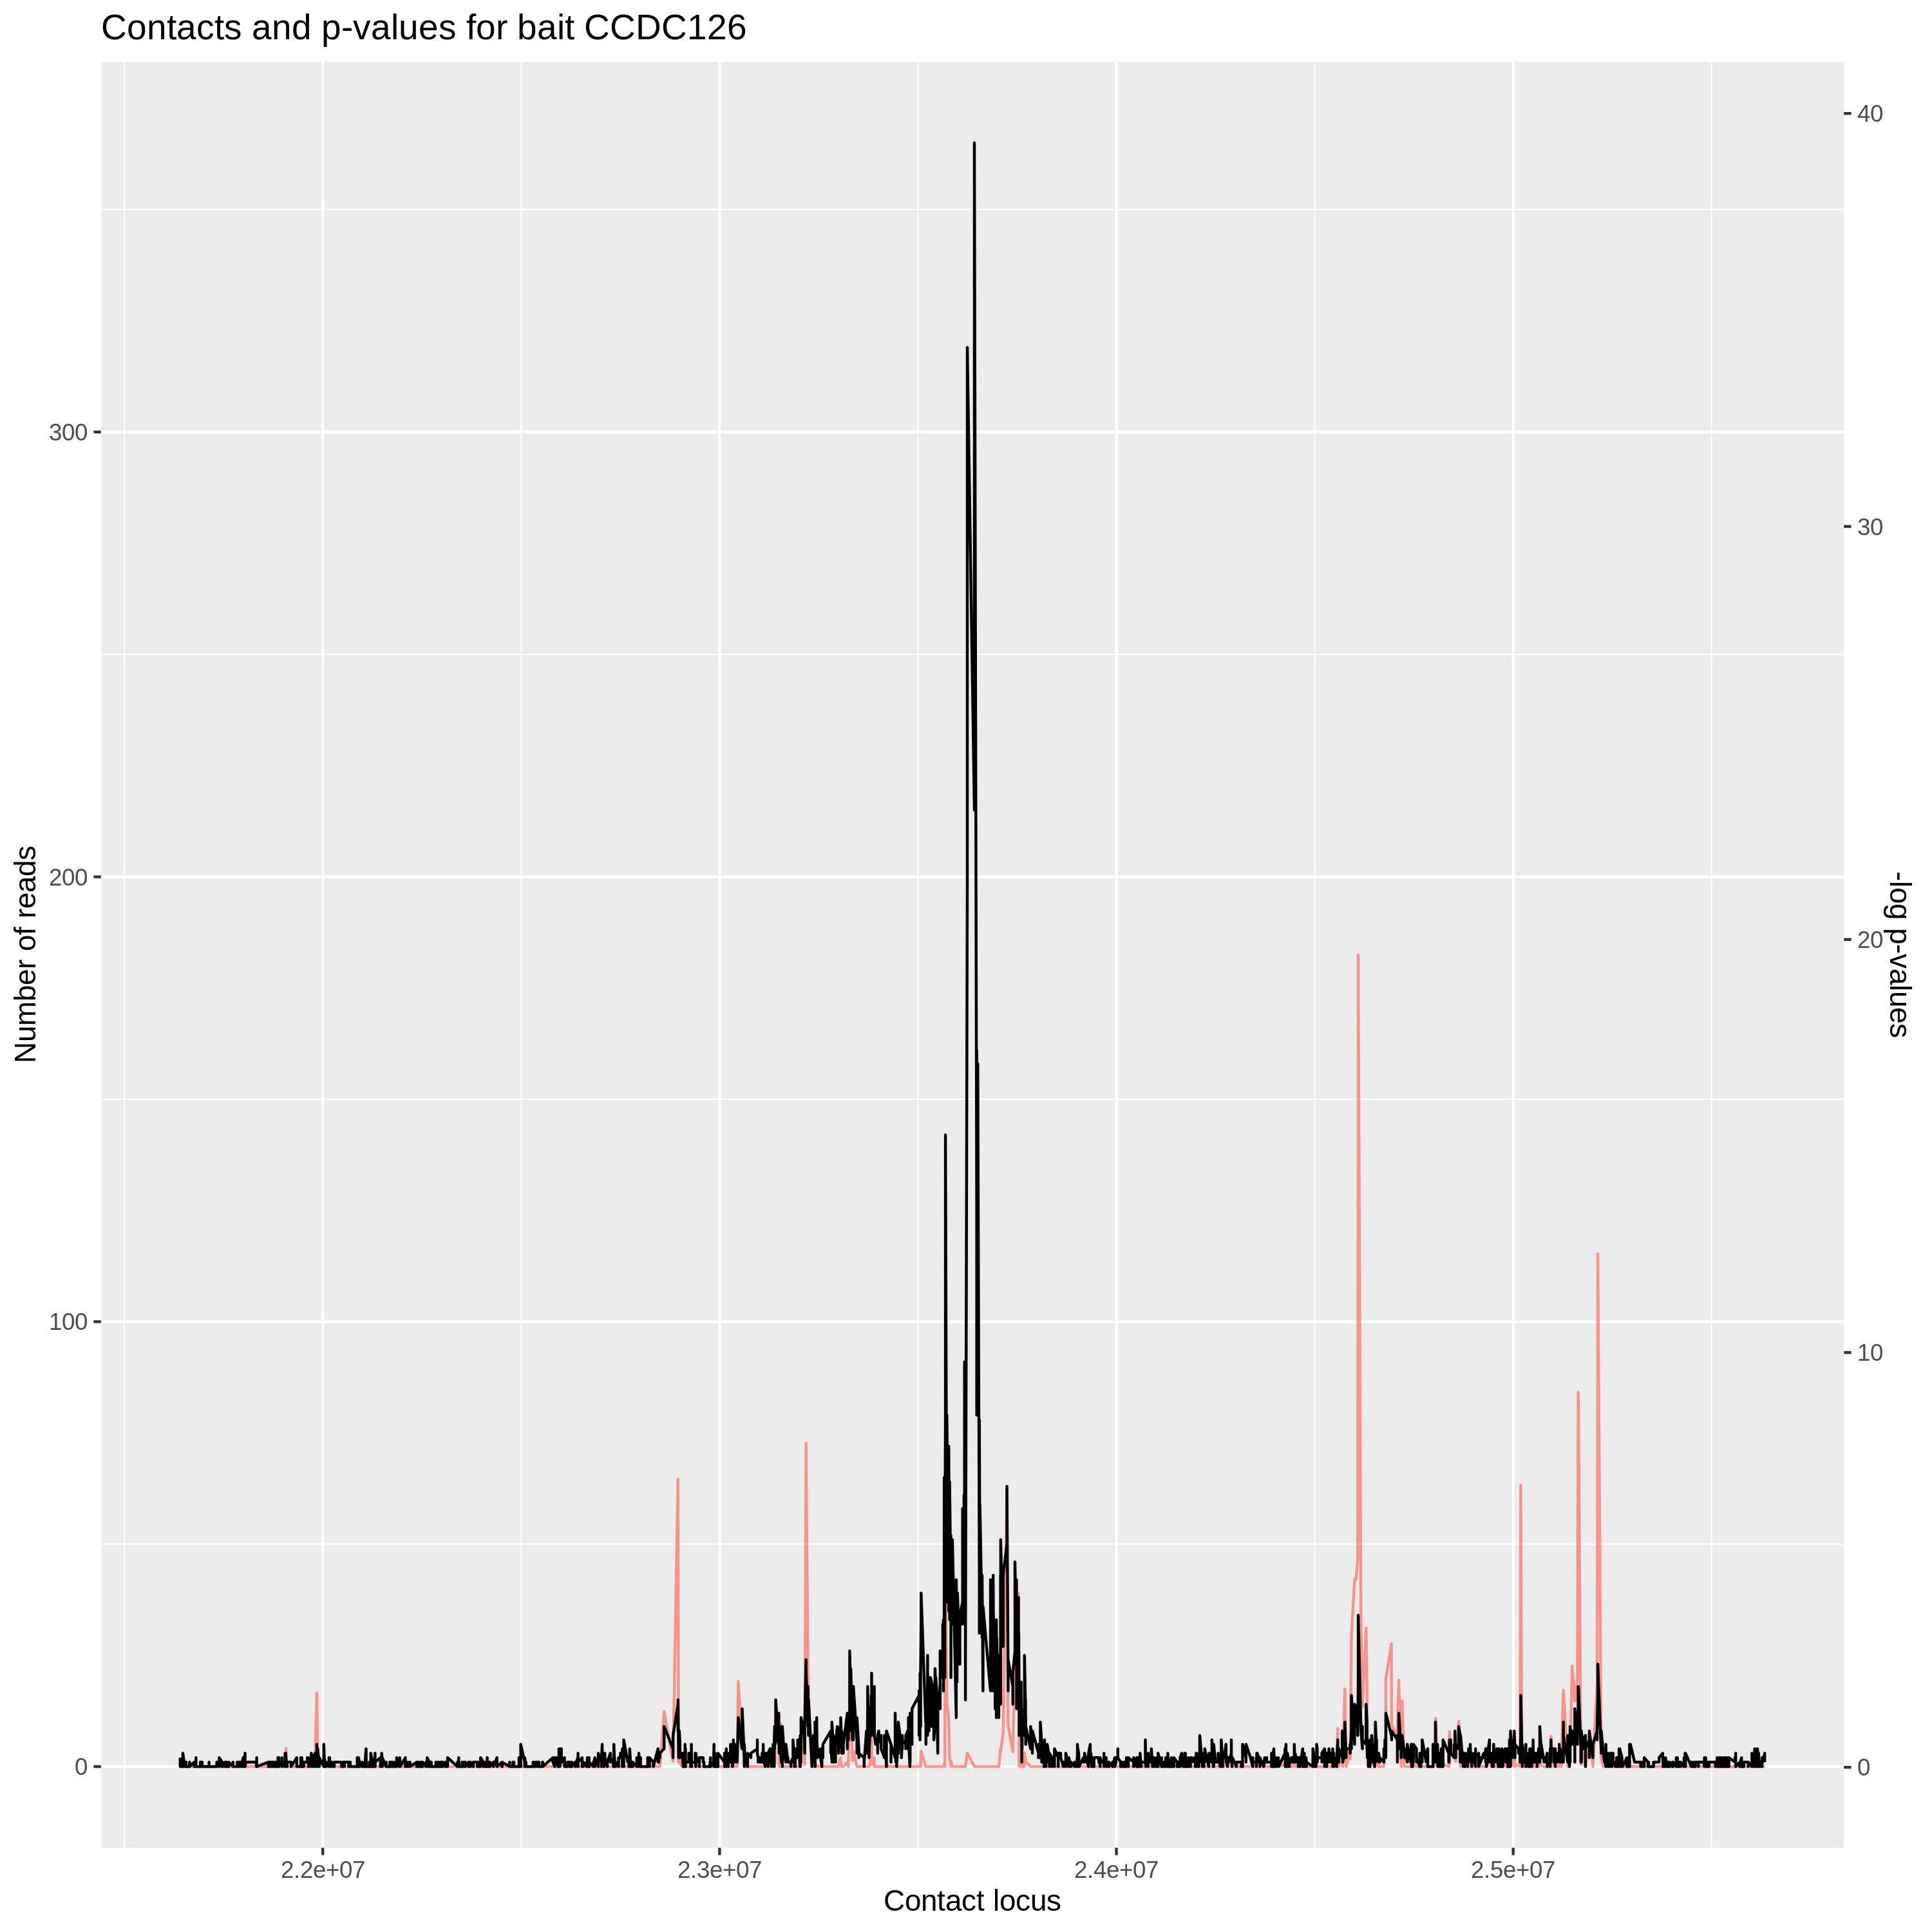 Contacts and p-values for bait CCDC126
Number of reads
300
200
100
0
40
30
20
10
0
-log p-values
2.2e+07
2.3e+07
2.4e+07
2.5e+07
Contact locus